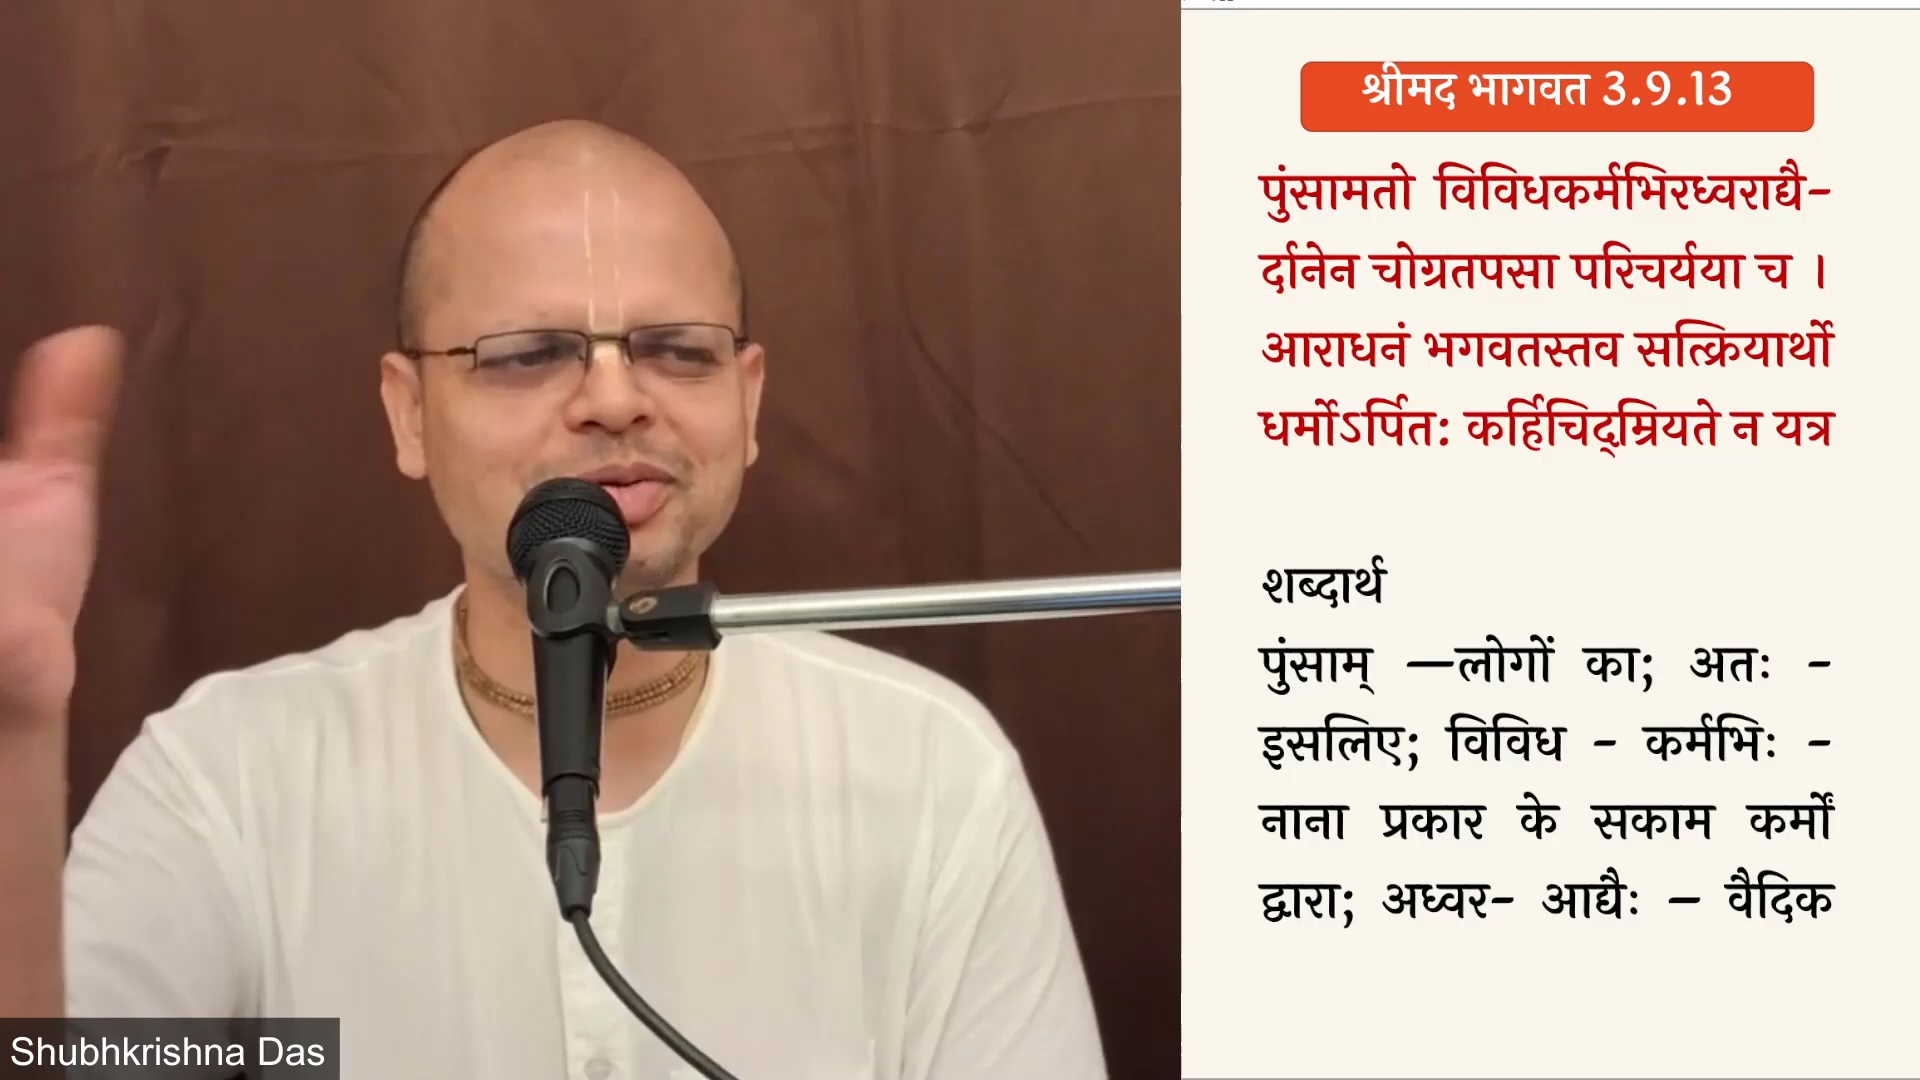 श्रीमद भागवत 3.9.13
पुंसामतो विविधकर्मभिरध्वराद्यै-
र्दानेन चोग्रतपसा परिचर्यया च ।
आराधनं भगवतस्तव सत्क्रियार्थो
धर्मोऽर्पित: कर्हिचिद्म्रियते न यत्र
शब्दार्थ
पुंसाम् —लोगों का; अतः -
इसलिए; विविध - कर्मभिः -
नाना प्रकार के सकाम कर्मों
द्वारा; अध्वर- आद्यैः – वैदिक
Shubhkrishna Das